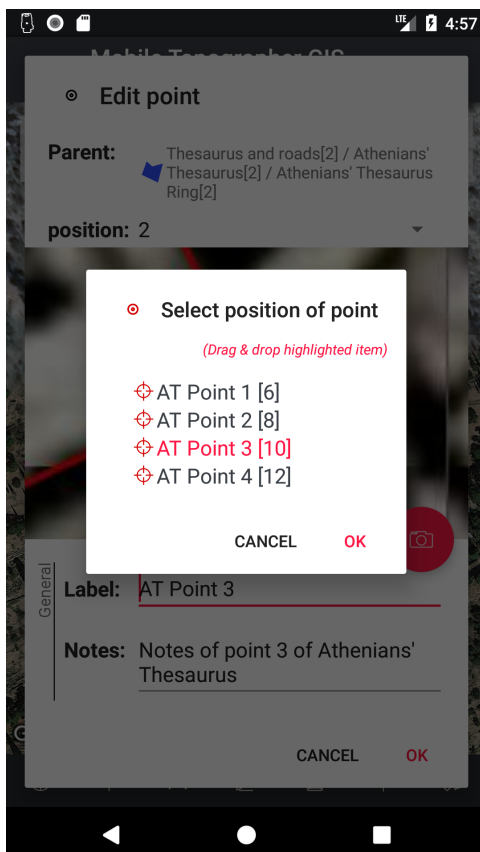 LTE 4:57
Mobile Topographer GIS
Edit point
Parent: Thesaurus and roads[2] / Athenians'
Thesaurus[2] / Athenians' Thesaurus
Ring[2]
position: 2
Select position of point
(Drag & drop highlighted item)
AT Point 1 [6]
AT Point 2 [8]
AT Point 3 [10]
AT Point 4 [12]
CANCEL OK
General
Label: AT Point 3
Notes: Notes of point 3 of Athenians'
Thesaurus
CANCEL OK